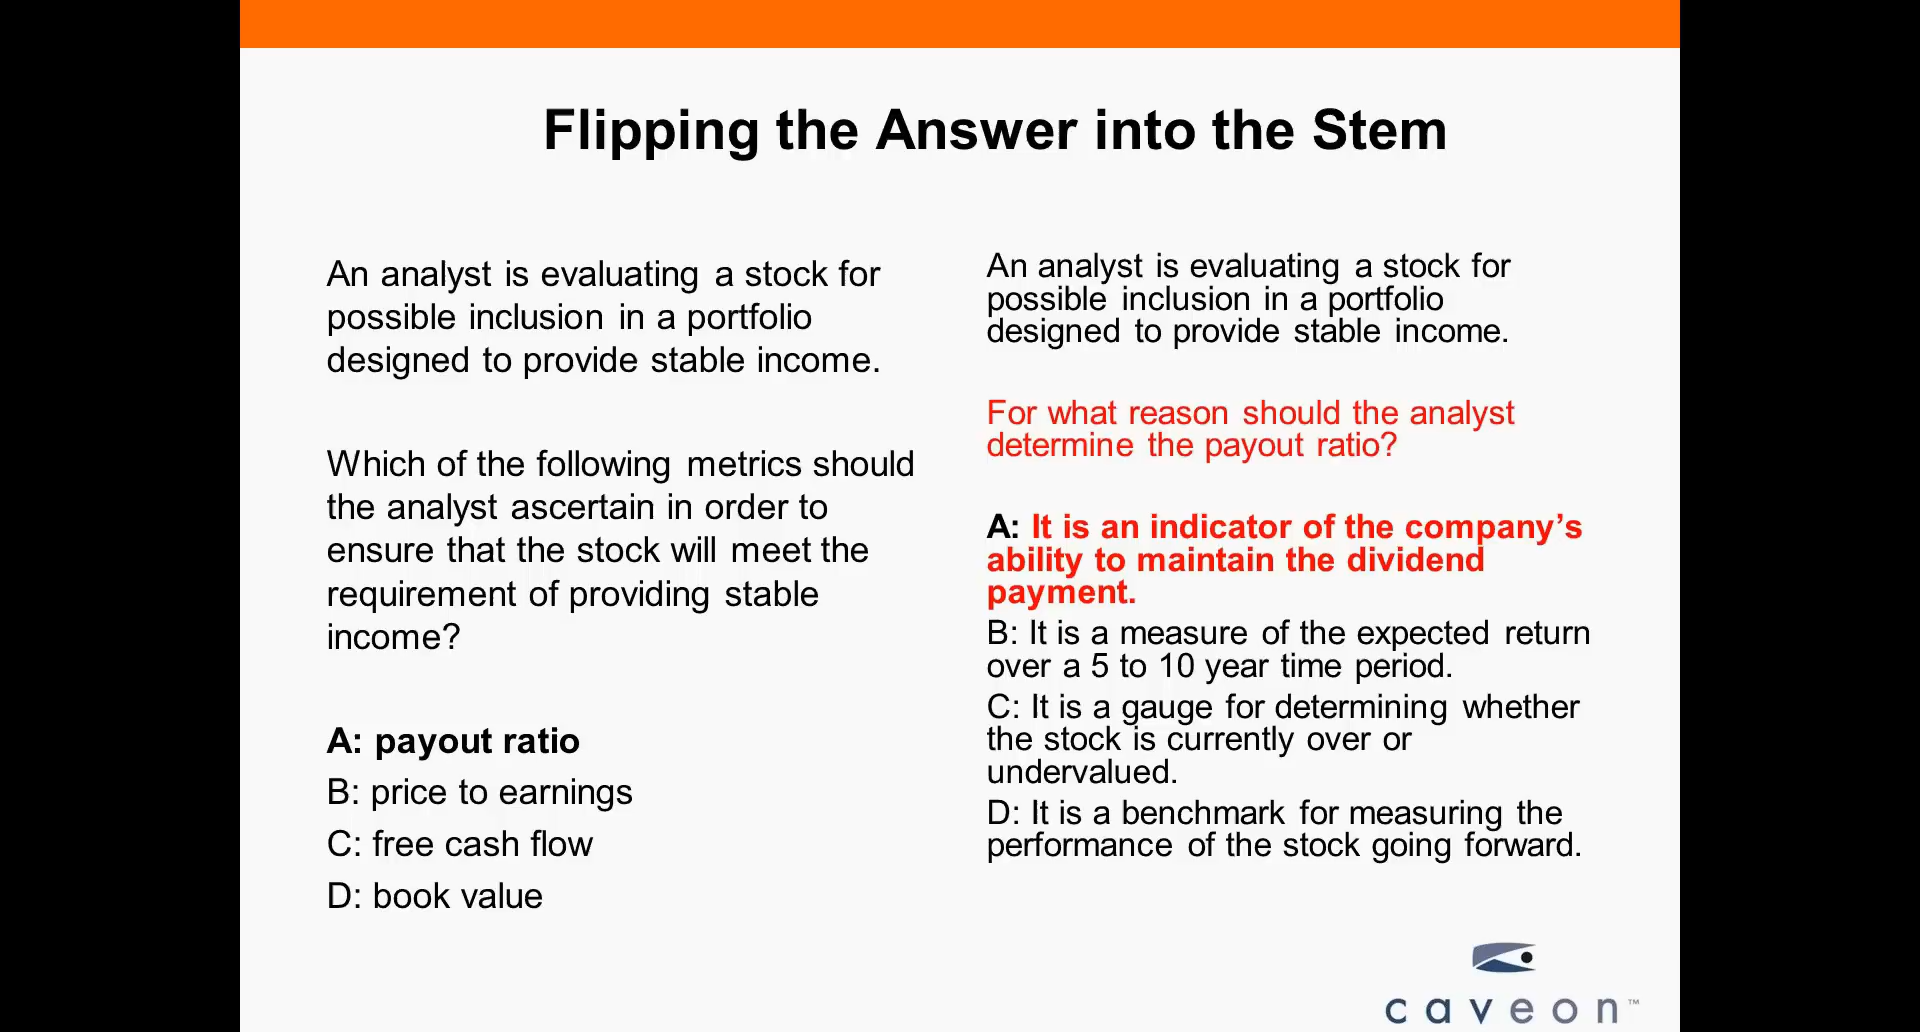 Flipping the Answer into the Stem
An analyst is evaluating a stock for
possible inclusion in a portfolio
designed to provide stable income.
Which of the following metrics should
the analyst ascertain in order to
ensure that the stock will meet the
requirement of providing stable
income?
A: payout ratio
B: price to earnings
C: free cash flow
D: book value
An analyst is evaluating a stock for
possible inclusion in a portfolio
designed to provide stable income.
For what reason should the analyst
determine the payout ratio?
A: It is an indicator of the company’s
ability to maintain the dividend
payment.
B: It is a measure of the expected return
over a 5 to 10 year time period.
C: It is a gauge for determining whether
the stock is currently over or
undervalued.
D: It is a benchmark for measuring the
performance of the stock going forward.
caveon™